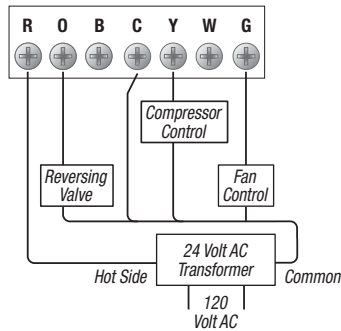 R O B C Y W G
Compressor
Control
Reversing
Valve
Fan
Control
24 Volt AC
Transformer
Hot Side
Common
120
Volt AC